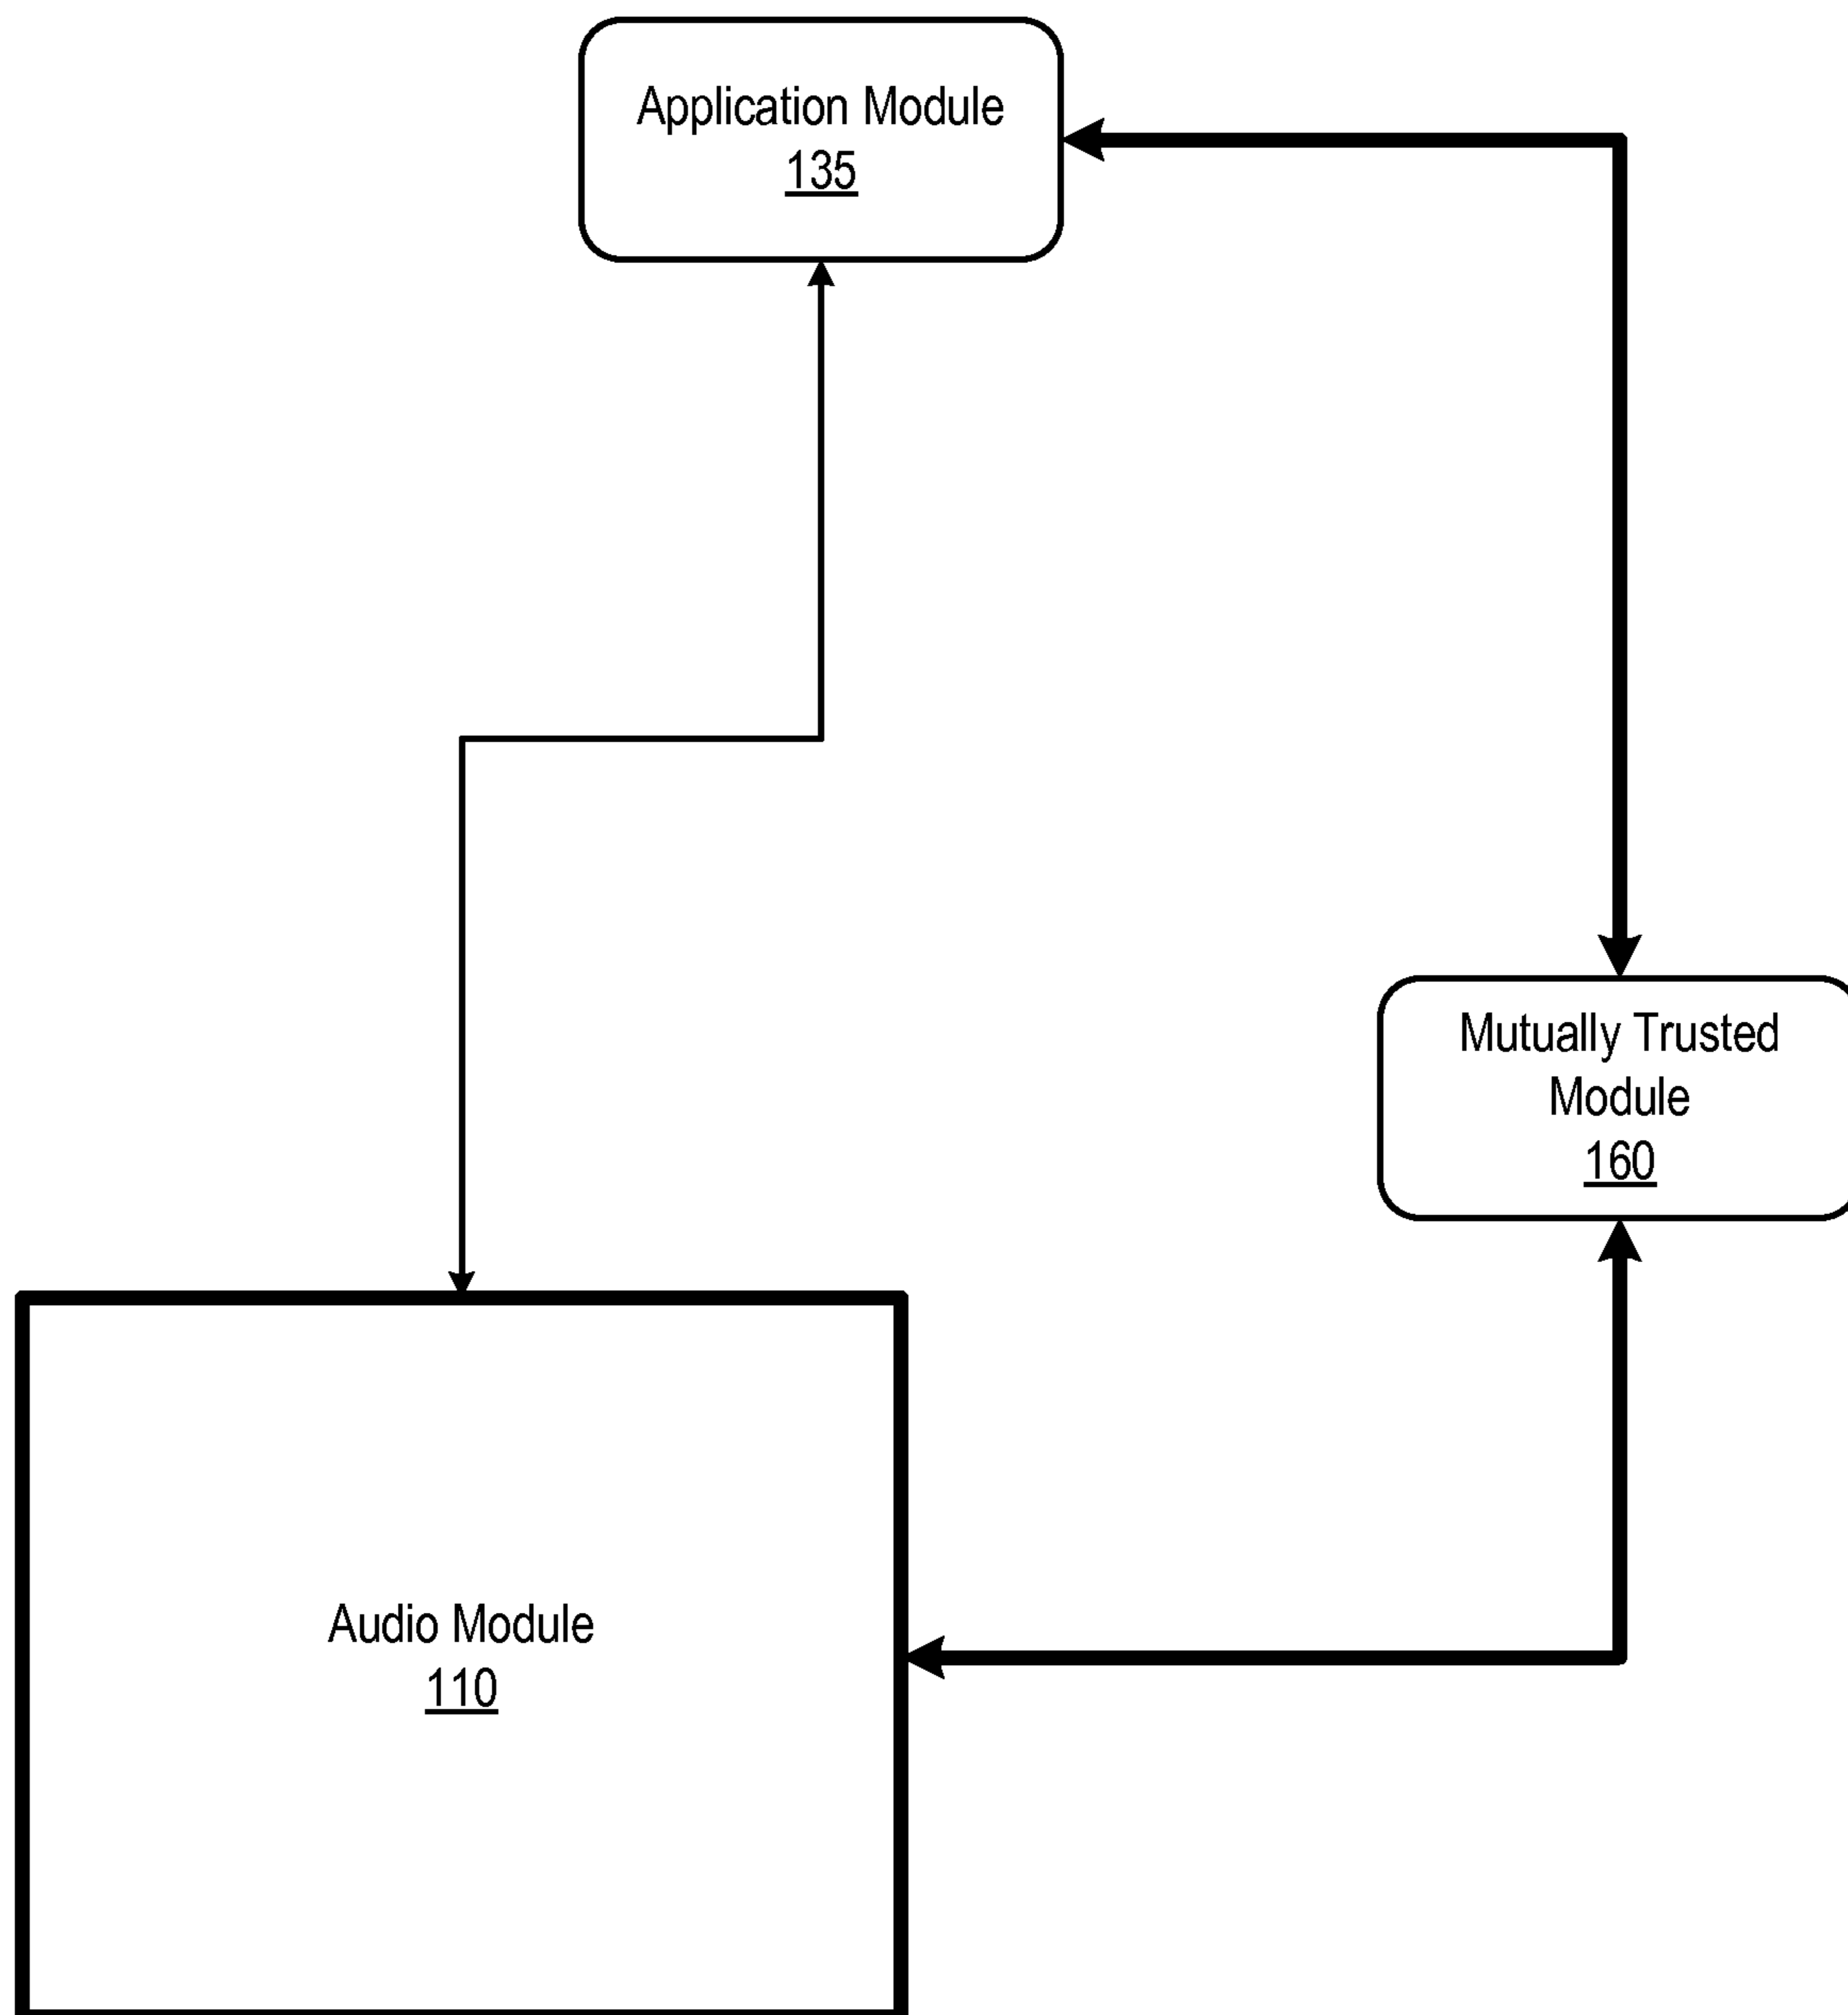 Application Module
135
Mutually Trusted
Module
160
Audio Module
110